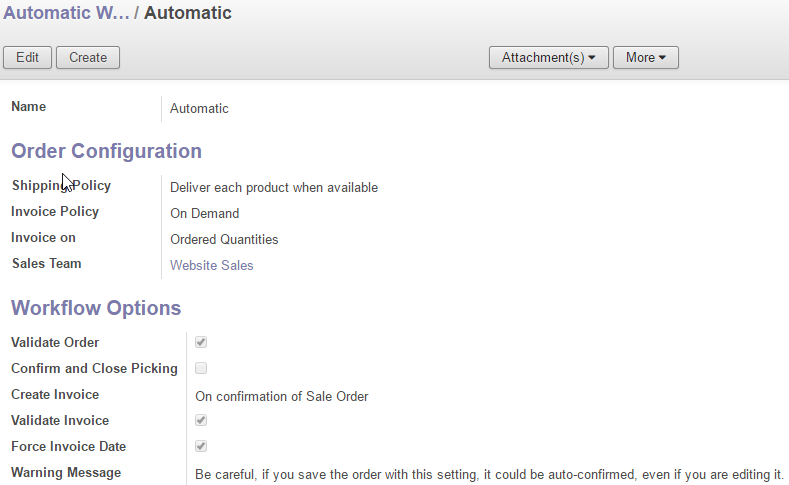 Automatic W... / Automatic
Edit Create Attachment(s) More
Name Automatic
Order Configuration
Shipping Policy Deliver each product when available
Invoice Policy On Demand
Invoice on Ordered Quantities
Sales Team Website Sales
Workflow Options
Validate Order
Confirm and Close Picking
Create Invoice On confirmation of Sale Order
Validate Invoice
Force Invoice Date
Warning Message Be careful, if you save the order with this setting, it could be auto-confirmed, even if you are editing it.